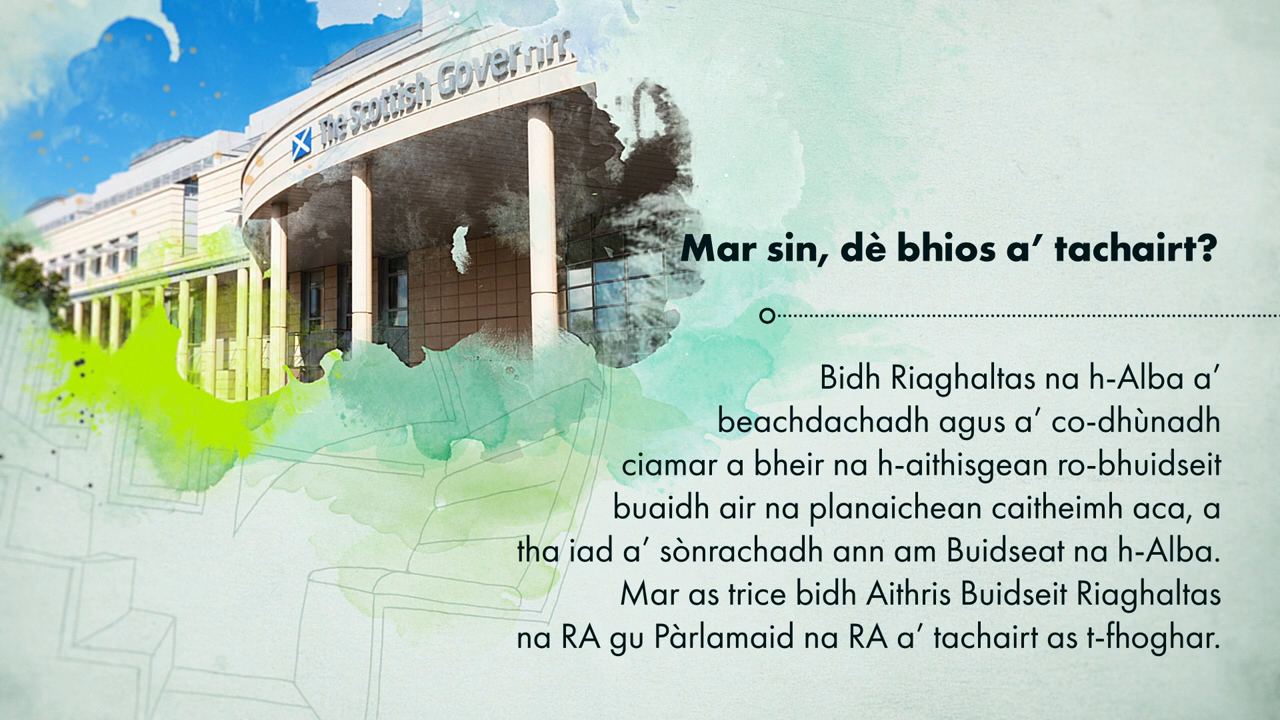 The Scottish Governm
Mar sin, dè bhios a’ tachairt?
Bidh Riaghaltas na h-Alba a’
beachdachadh agus a’ co-dhùnadh
ciamar a bheir na h-aithisgean ro-bhuidseit
buaidh air na planaichean caitheimh aca, a
tha iad a’ sònrachadh ann am Buidseat na h-Alba.
Mar as trice bidh Aithris Buidseit Riaghaltas
na RA gu Pàrlamaid na RA a’ tachairt as t-fhoghar.